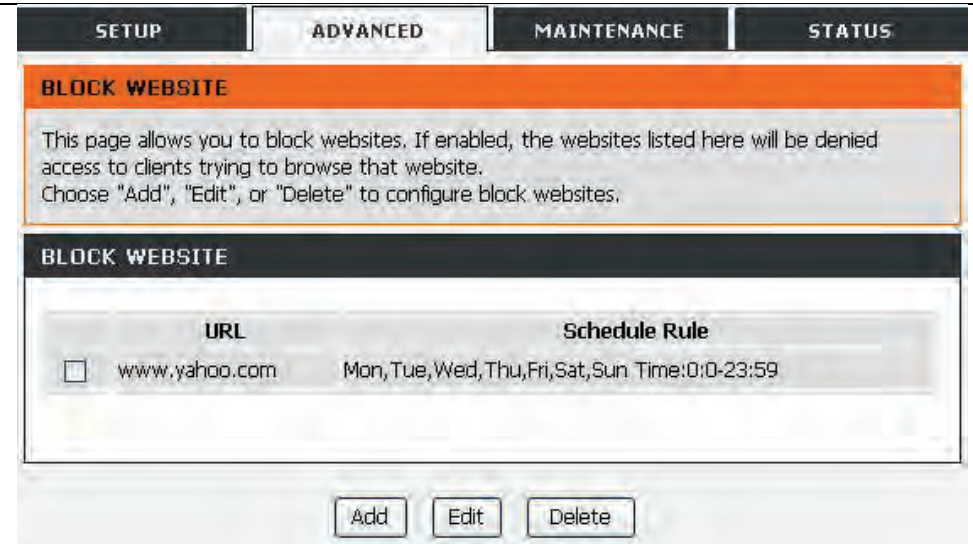 SETUP ADVANCED MAINTENANCE STATUS
BLOCK WEBSITE
This page allows you to block websites. If enabled, the websites listed here will be denied
access to clients trying to browse that website.
Choose "Add", "Edit", or "Delete" to configure block websites.
BLOCK WEBSITE
URL Schedule Rule
www.yahoo.com Mon,Tue,Wed,Thu,Fri,Sat,Sun Time:0:0-23:59
Add Edit Delete